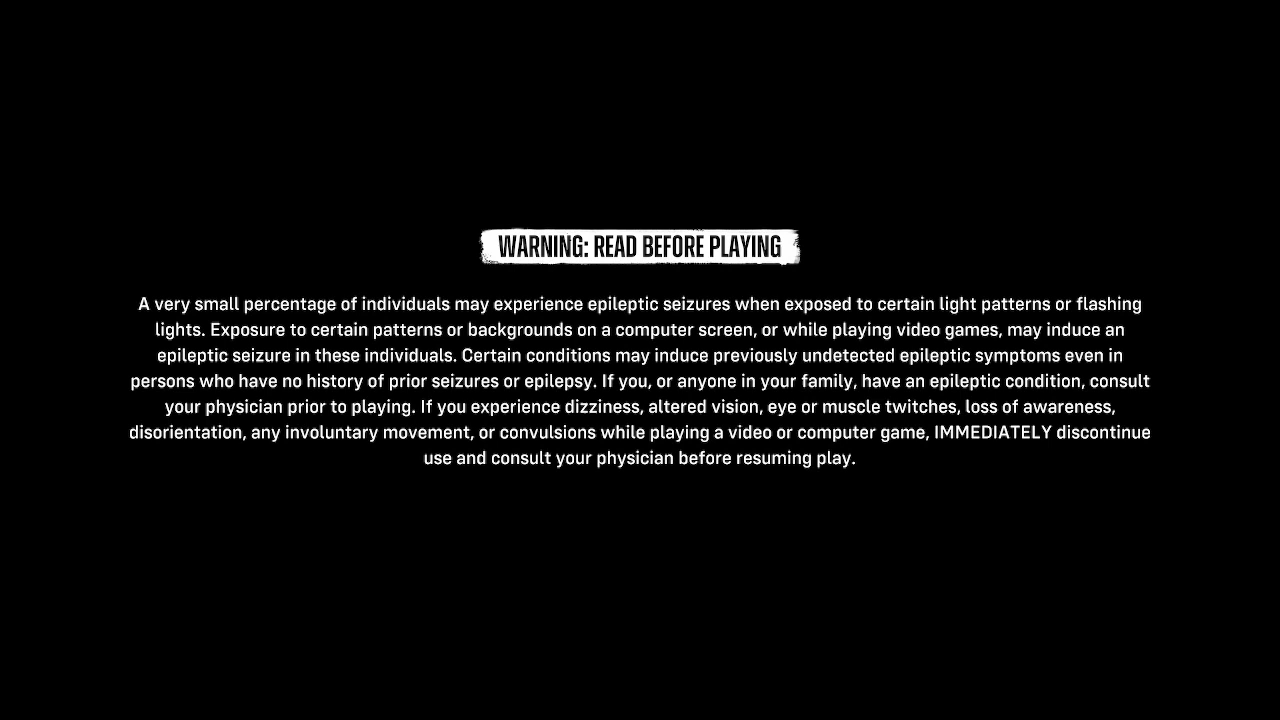 WARNING: READ BEFORE PLAYING
A very small percentage of individuals may experience epileptic seizures when exposed to certain light patterns or flashing
lights. Exposure to certain patterns or backgrounds on a computer screen, or while playing video games, may induce an
epileptic seizure in these individuals. Certain conditions may induce previously undetected epileptic symptoms even in
persons who have no history of prior seizures or epilepsy. If you, or anyone in your family, have an epileptic condition, consult
your physician prior to playing. If you experience dizziness, altered vision, eye or muscle twitches, loss of awareness,
disorientation, any involuntary movement, or convulsions while playing a video or computer game, IMMEDIATELY discontinue
use and consult your physician before resuming play.